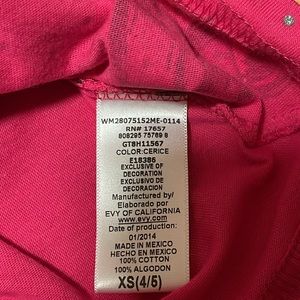 WM28075152ME-0114
RN# 17657
808295 75769 8
GT8H11567
COLOR:CERICE
E18386
EXCLUSIVE OF
DECORATION
EXCLUSIVO DE
DECORACION
Manufactured by/
Elaborado por
EVY OF CALIFORNIA
www.evy.com
Date of production:
01/2014
MADE IN MEXICO
HECHO EN MEXICO
100% COTTON
100% ALGODON
XS(4/5)